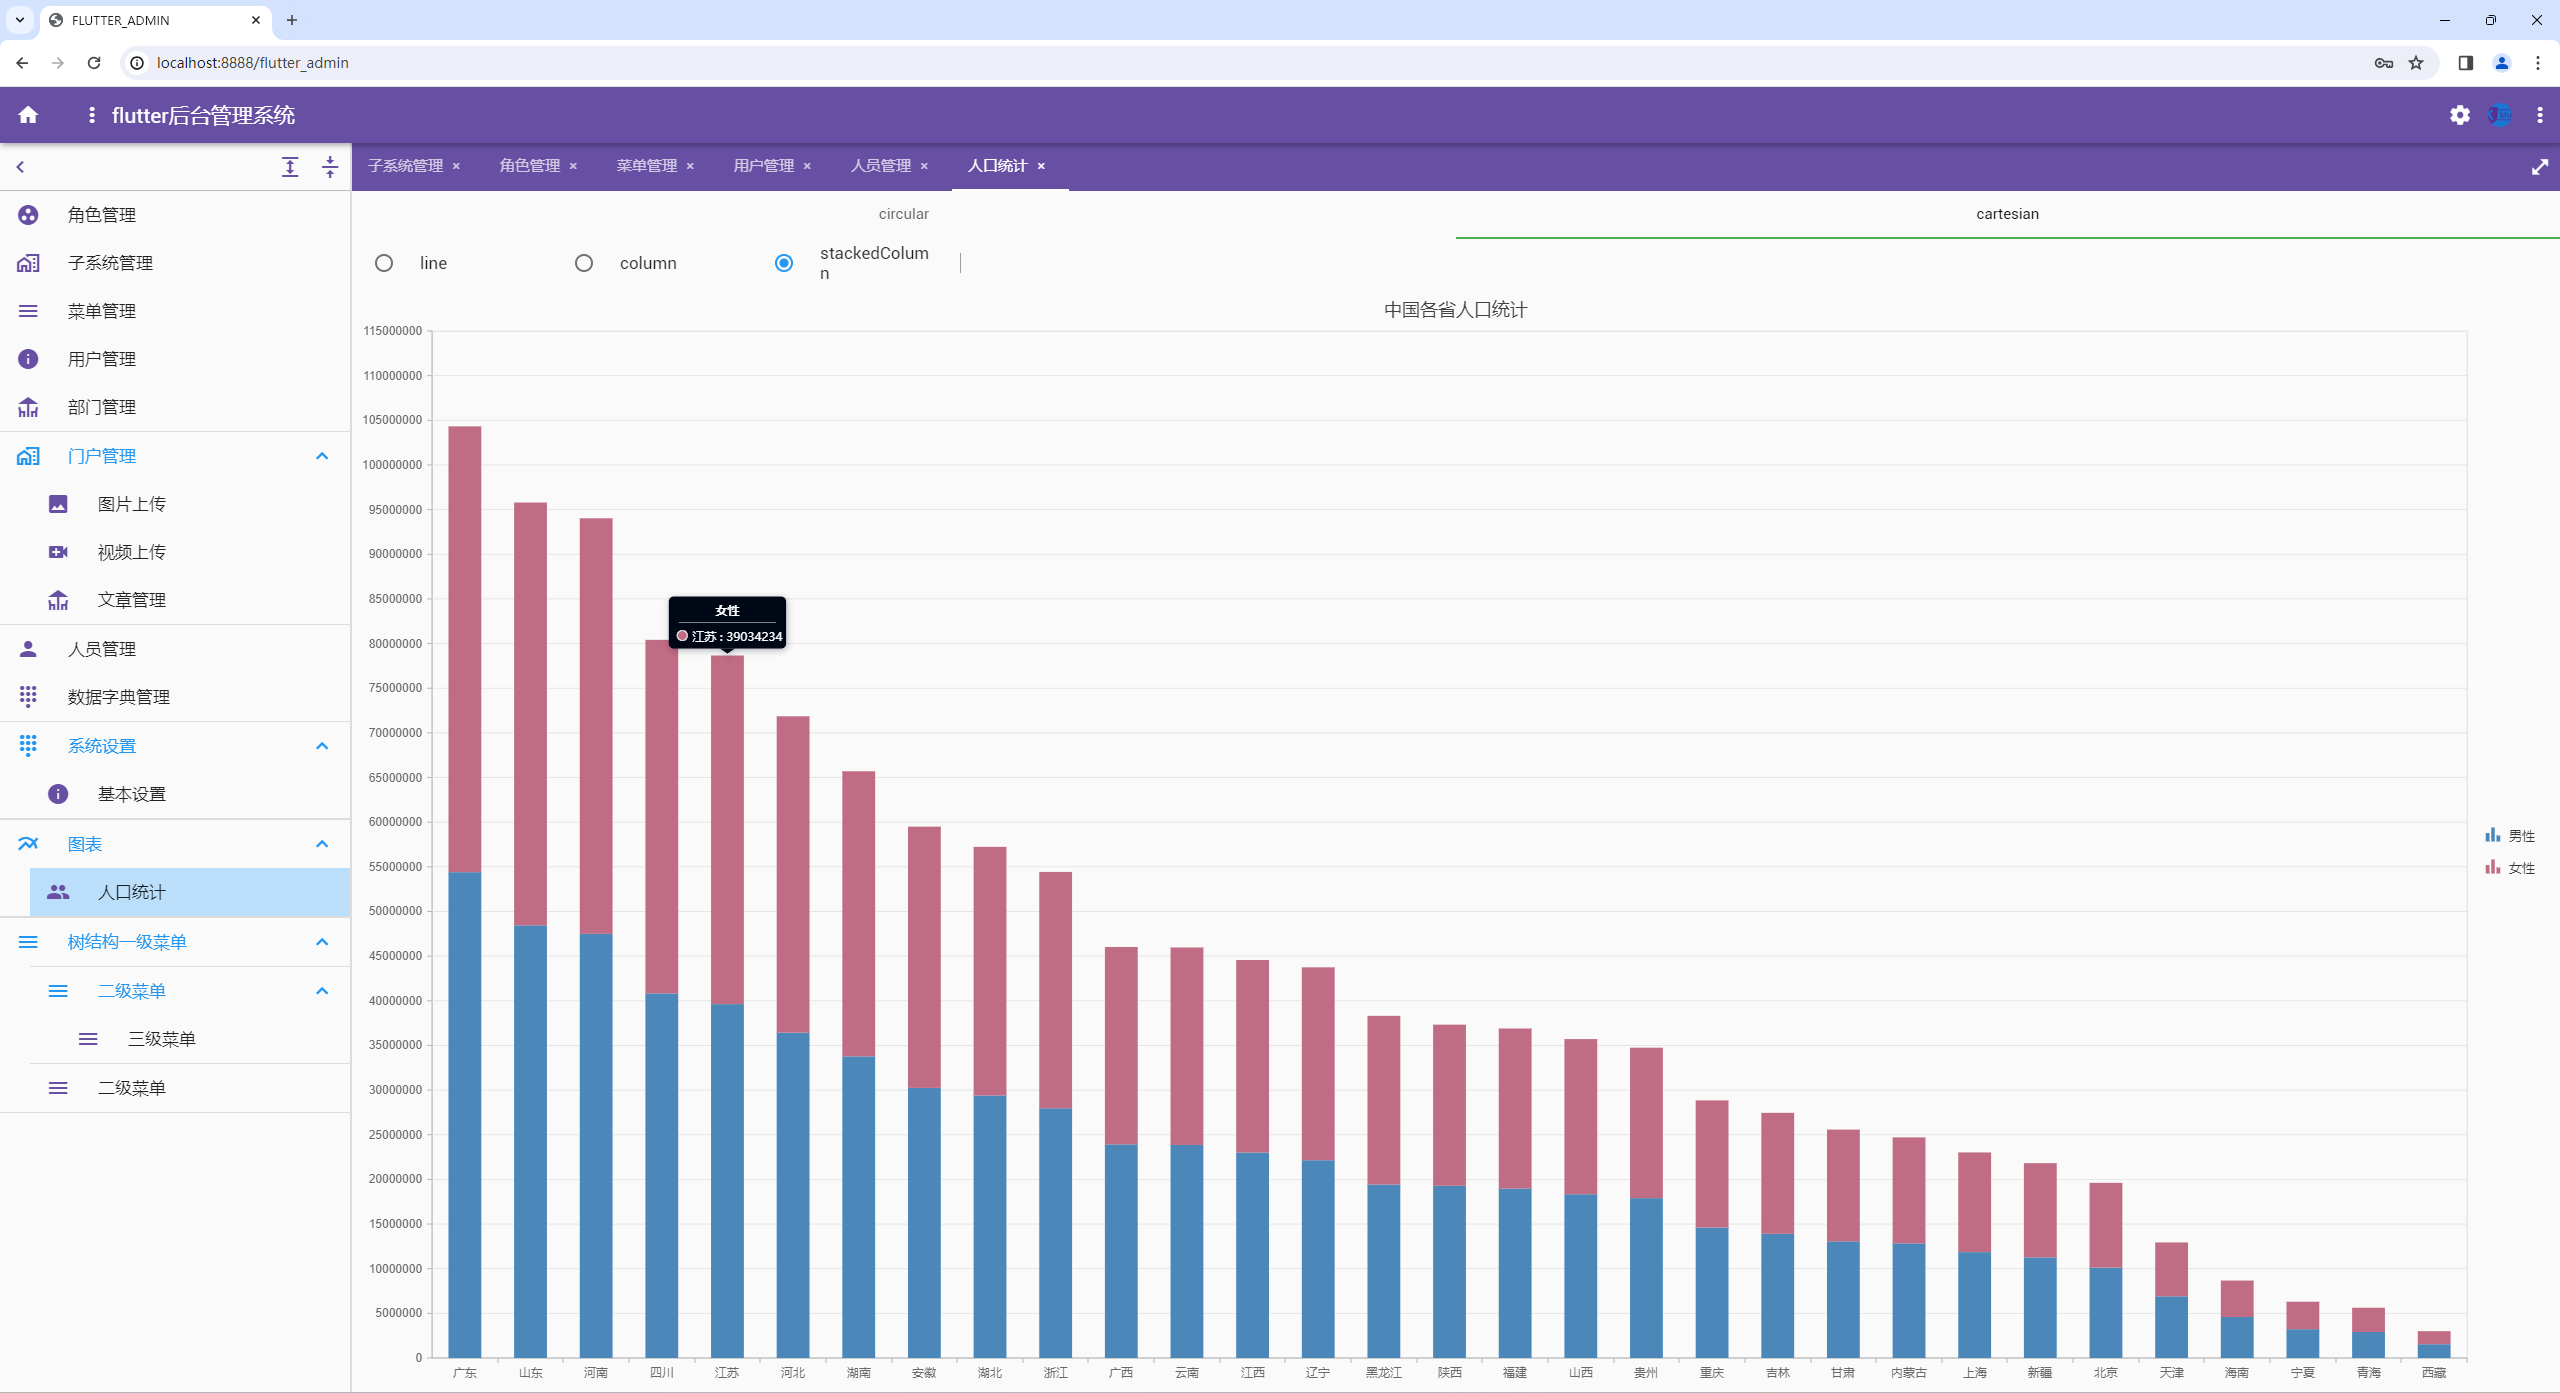 FLUTTER_ADMIN
localhost:8888/flutter_admin
flutter后台管理系统
子系统管理
角色管理
菜单管理
用户管理
人员管理
人口统计
角色管理
子系统管理
菜单管理
用户管理
部门管理
门户管理
图片上传
视频上传
文章管理
人员管理
数据字典管理
系统设置
基本设置
图表
人口统计
树结构一级菜单
二级菜单
三级菜单
二级菜单
circular
cartesian
line
column
stackedColum
n
中国各省人口统计
115000000
110000000
105000000
100000000
95000000
90000000
85000000
80000000
75000000
70000000
65000000
60000000
55000000
50000000
45000000
40000000
35000000
30000000
25000000
20000000
15000000
10000000
5000000
0
女性
江苏 : 39034234
广东
山东
河南
四川
江苏
河北
湖南
安徽
湖北
浙江
广西
云南
江西
辽宁
黑龙江
陕西
福建
山西
贵州
重庆
吉林
甘肃
内蒙古
上海
新疆
北京
天津
海南
宁夏
青海
西藏
男性
女性